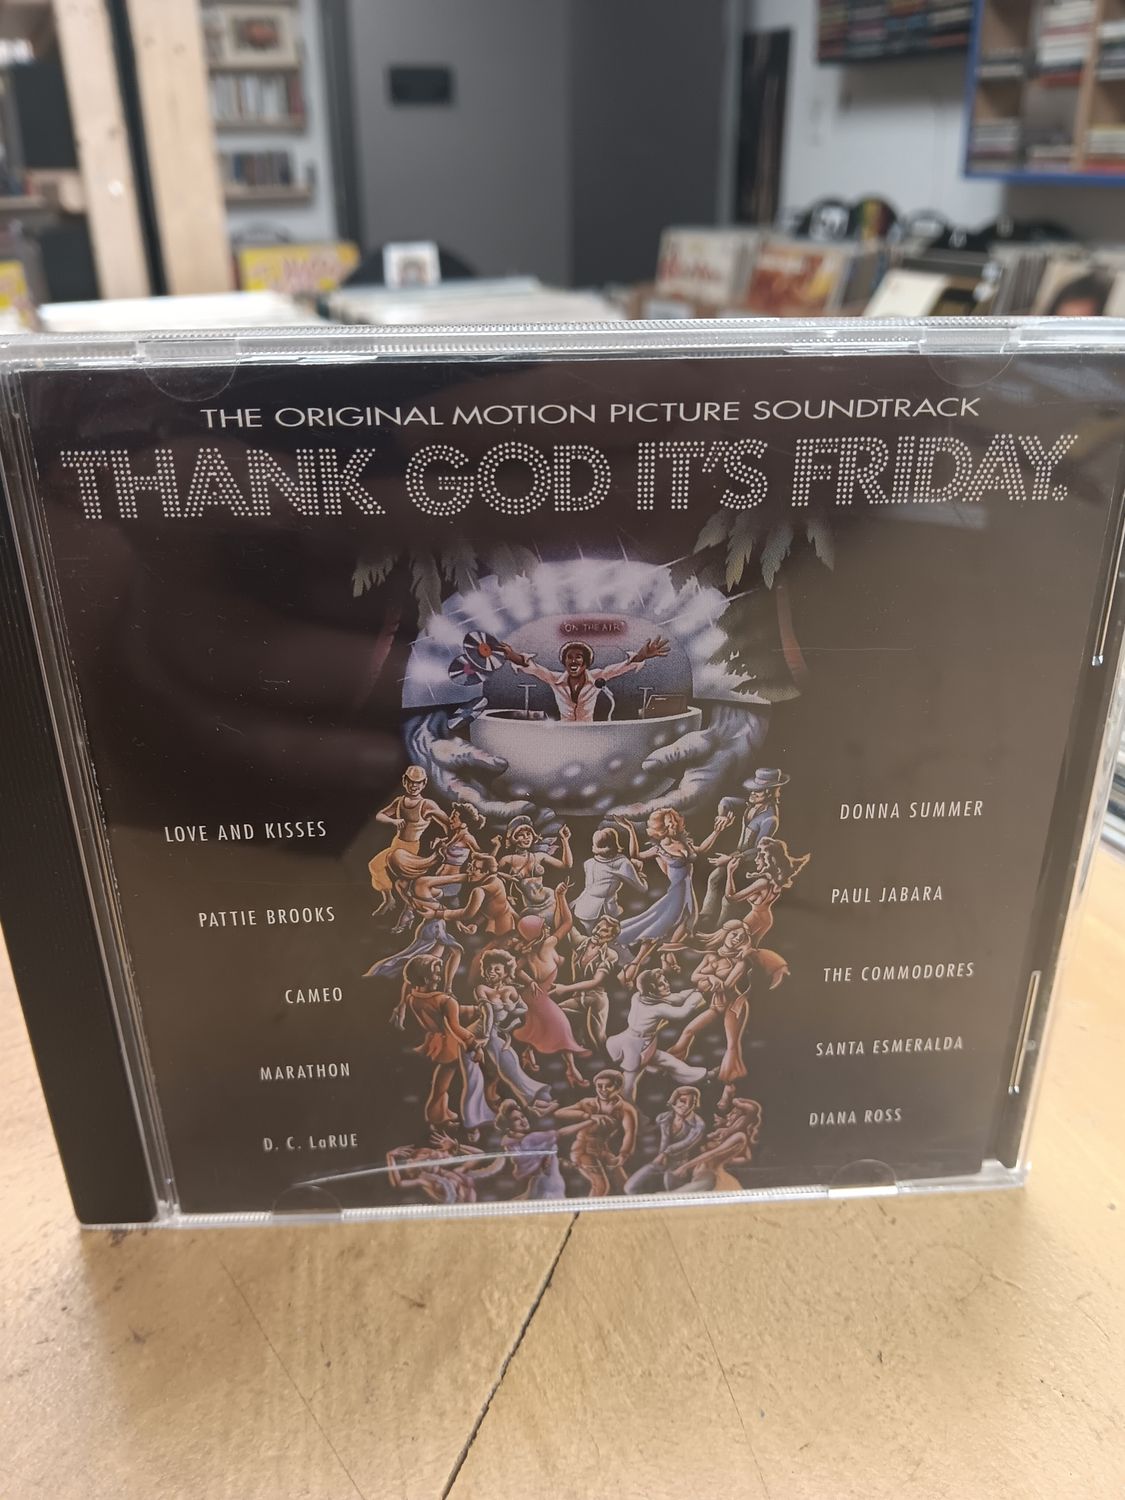 THE ORIGINAL MOTION PICTURE SOUNDTRACK
THANK GOD IT'S FRIDAY.
ON THE AIR
LOVE AND KISSES
PATTIE BROOKS
CAMEO
MARATHON
D. C. LaRUE
DONNA SUMMER
PAUL JABARA
THE COMMODORES
SANTA ESMERALDA
DIANA ROSS